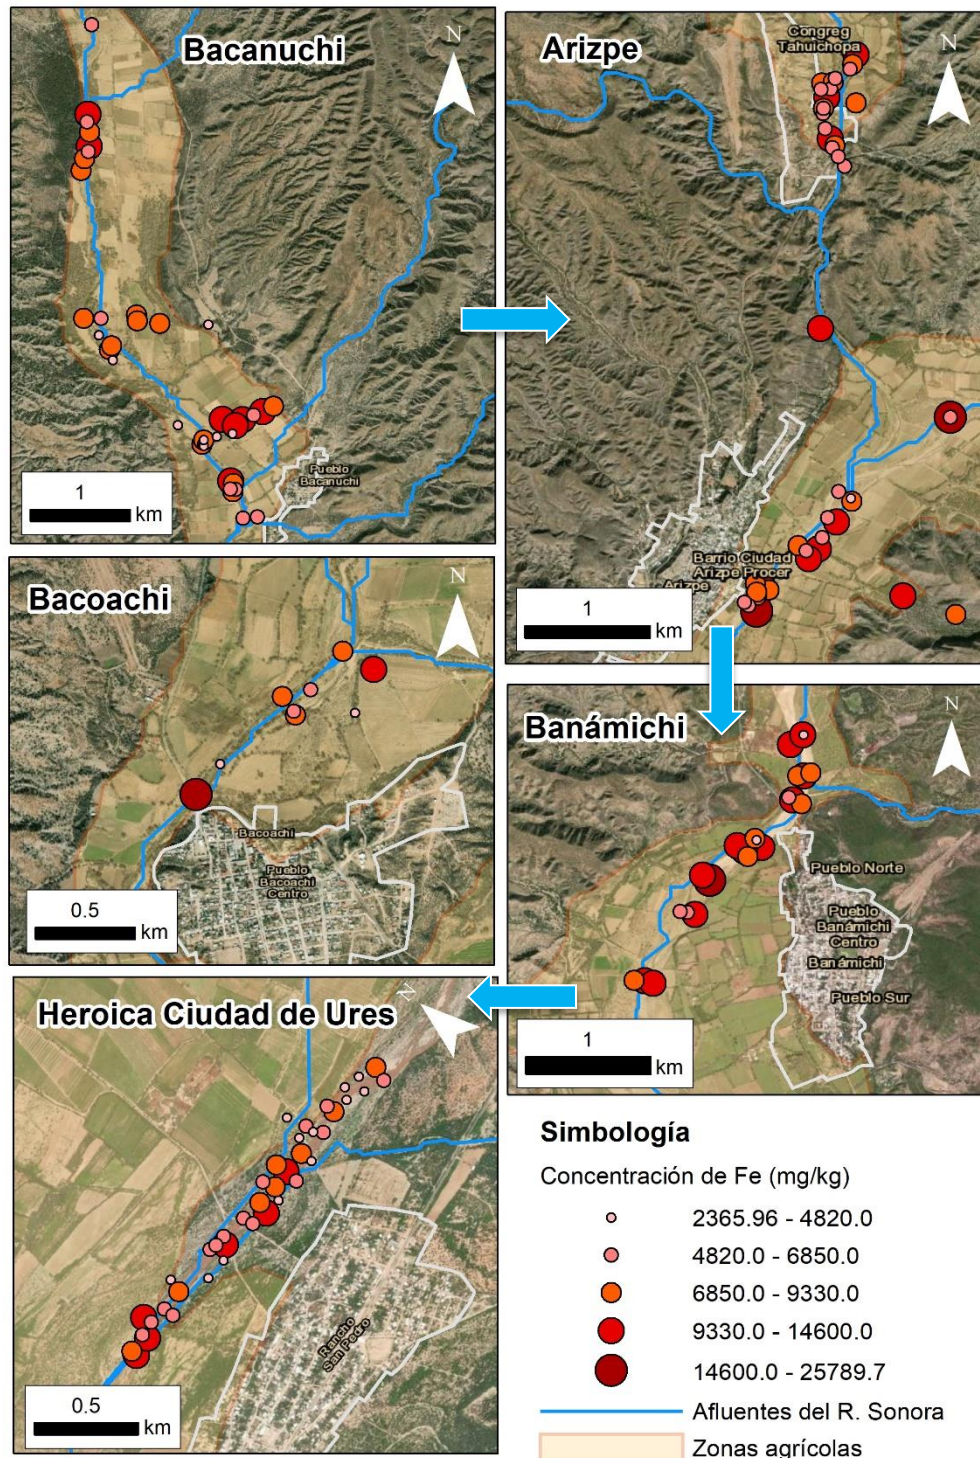 Bacanuchi
N
Pueblo
Bacanuchi
1
km
Arizpe
Congreg
Tahuichopa
N
Barrio Ciudad
Arizpe Procer
Arizpe
1
km
Bacoachi
N
Bacoachi
Pueblo
Bacoachi
Centro
0.5
km
Banámichi
N
Pueblo Norte
Pueblo
Banámichi
Centro
Banámichi
Pueblo Sur
1
km
Heroica Ciudad de Ures
N
Rancho
San Pedro
0.5
km
Simbología
Concentración de Fe (mg/kg)
2365.96 - 4820.0
4820.0 - 6850.0
6850.0 - 9330.0
9330.0 - 14600.0
14600.0 - 25789.7
Afluentes del R. Sonora
Zonas agrícolas